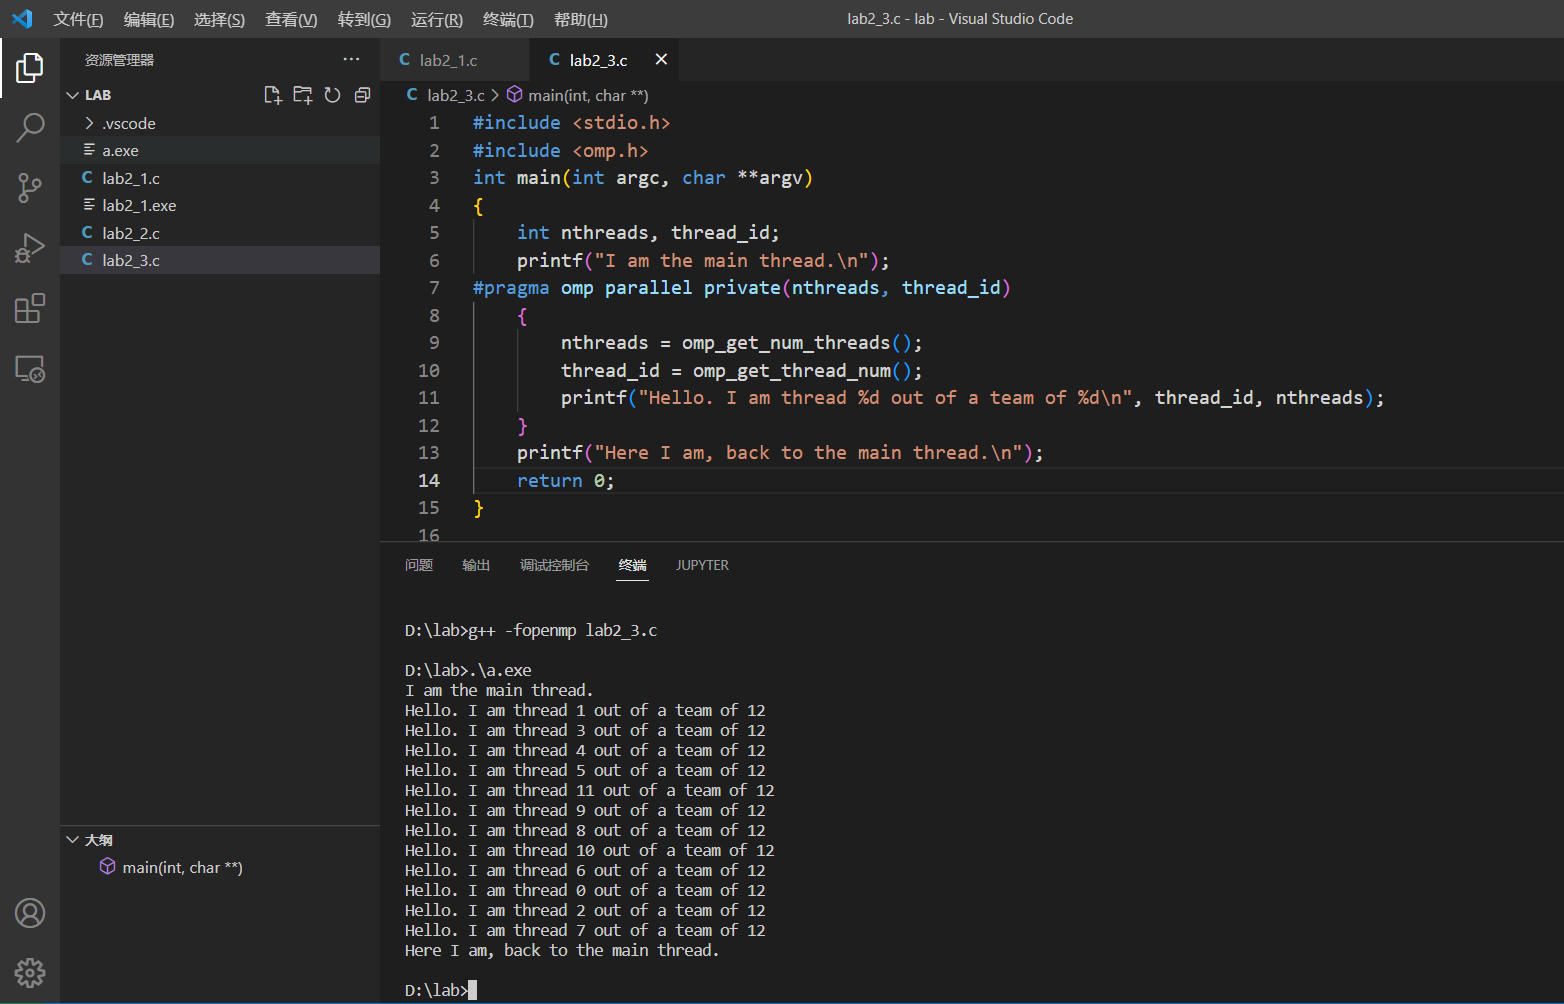 文件(F) 编辑(E) 选择(S) 查看(V) 转到(G) 运行(R) 终端(T) 帮助(H) lab2_3.c - lab - Visual Studio Code
资源管理器
LAB
.vscode
a.exe
lab2_1.c
lab2_1.exe
lab2_2.c
lab2_3.c
大纲
main(int, char **)
lab2_1.c lab2_3.c
lab2_3.c > main(int, char **)
1 #include <stdio.h>
2 #include <omp.h>
3 int main(int argc, char **argv)
4 {
5 int nthreads, thread_id;
6 printf("I am the main thread.\n");
7 #pragma omp parallel private(nthreads, thread_id)
8 {
9 nthreads = omp_get_num_threads();
10 thread_id = omp_get_thread_num();
11 printf("Hello. I am thread %d out of a team of %d\n", thread_id, nthreads);
12 }
13 printf("Here I am, back to the main thread.\n");
14 return 0;
15 }
16
问题 输出 调试控制台 终端 JUPYTER
D:\lab>g++ -fopenmp lab2_3.c
D:\lab>.\a.exe
I am the main thread.
Hello. I am thread 1 out of a team of 12
Hello. I am thread 3 out of a team of 12
Hello. I am thread 4 out of a team of 12
Hello. I am thread 5 out of a team of 12
Hello. I am thread 11 out of a team of 12
Hello. I am thread 9 out of a team of 12
Hello. I am thread 8 out of a team of 12
Hello. I am thread 10 out of a team of 12
Hello. I am thread 6 out of a team of 12
Hello. I am thread 0 out of a team of 12
Hello. I am thread 2 out of a team of 12
Hello. I am thread 7 out of a team of 12
Here I am, back to the main thread.
D:\lab>